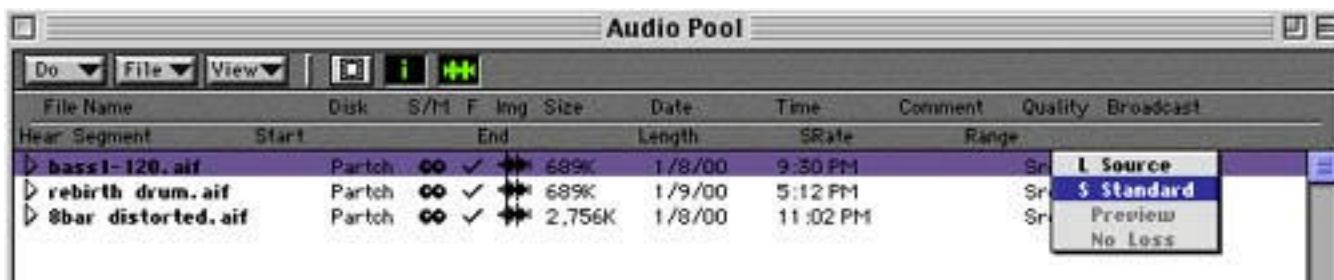 Audio Pool
Do File View
File Name Disk S/M F Img Size Date Time Comment Quality Broadcast
Hear Segment Start End Length SRate Range
bass1-120.aif Partch 689K 1/8/00 9:30 PM L Source
rebirth drum.aif Partch 689K 1/9/00 5:12 PM S Standard
8bar distorted.aif Partch 2,756K 1/8/00 11:02 PM Preview
No Loss